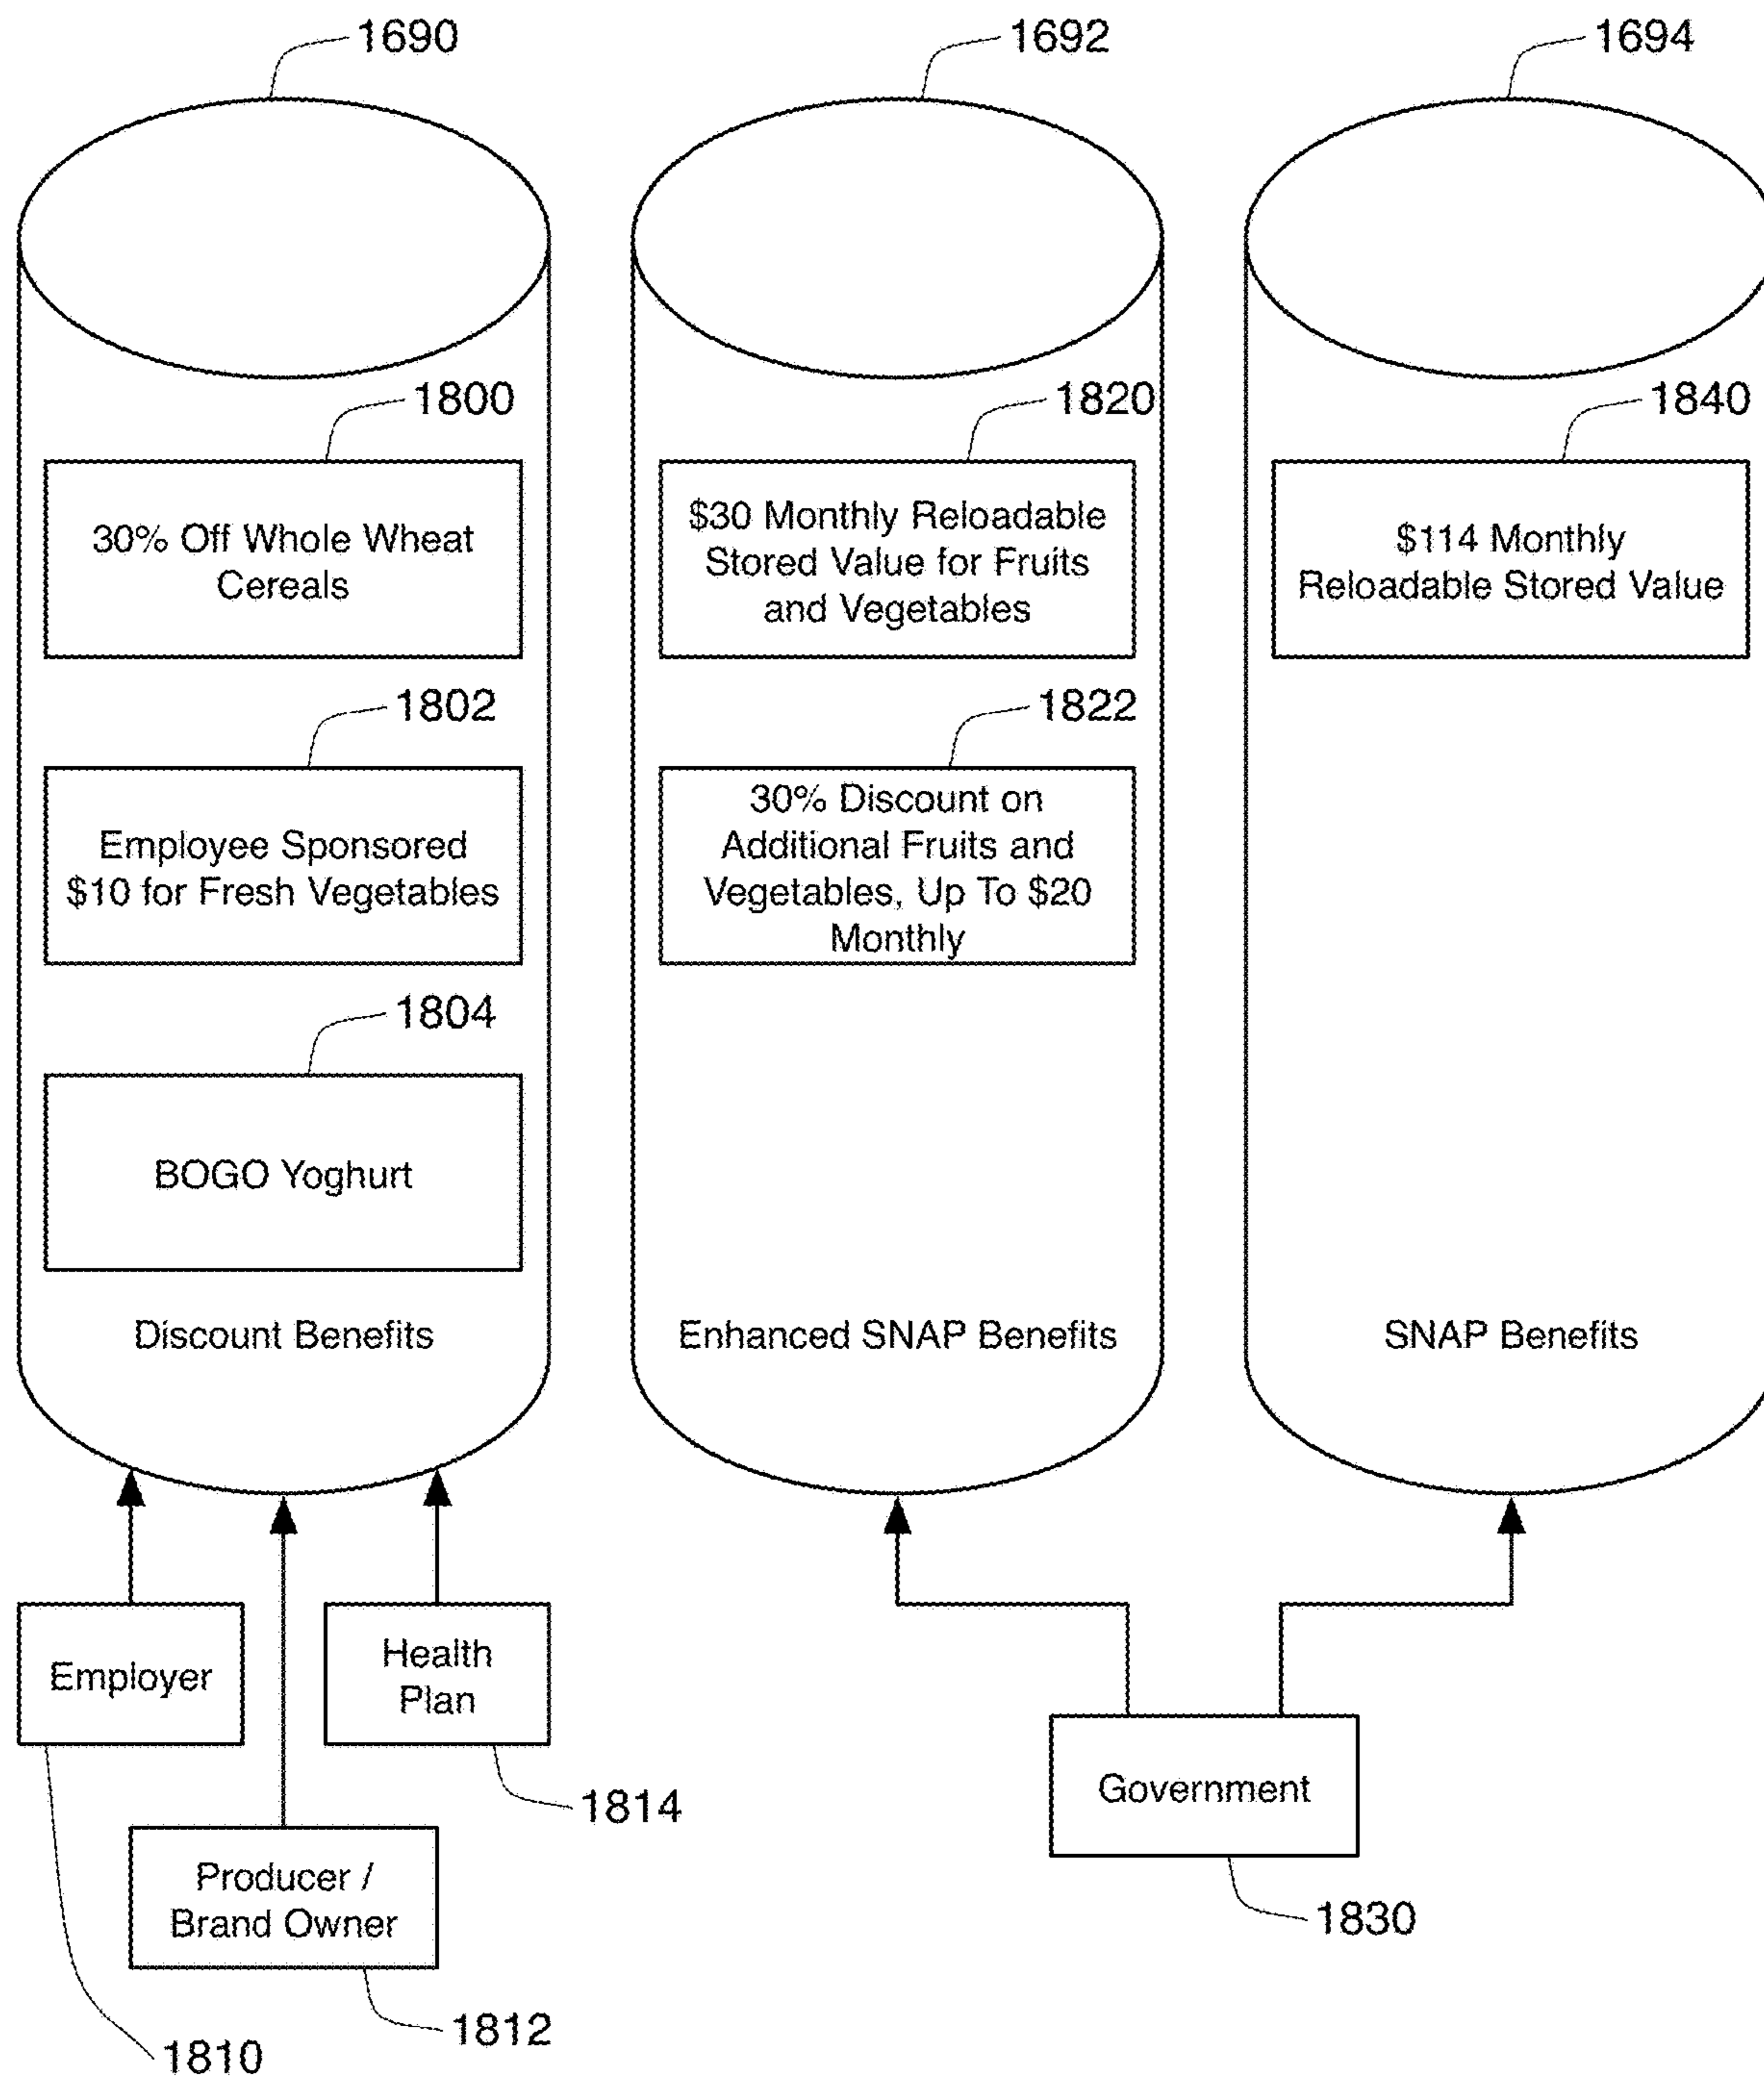 1690
1692
1694
1800
1820
1840
30% Off Whole Wheat
Cereals
$30 Monthly Reloadable
Stored Value for Fruits
and Vegetables
$114 Monthly
Reloadable Stored Value
1802
1822
Employee Sponsored
$10 for Fresh Vegetables
30% Discount on
Additional Fruits and
Vegetables, Up To $20
Monthly
1804
BOGO Yoghurt
Discount Benefits
Enhanced SNAP Benefits
SNAP Benefits
Employer
Health
Plan
Government
1814
Producer /
Brand Owner
1830
1812
1810